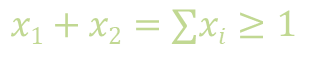 x₁ + x₂ = ∑xᵢ ≥ 1